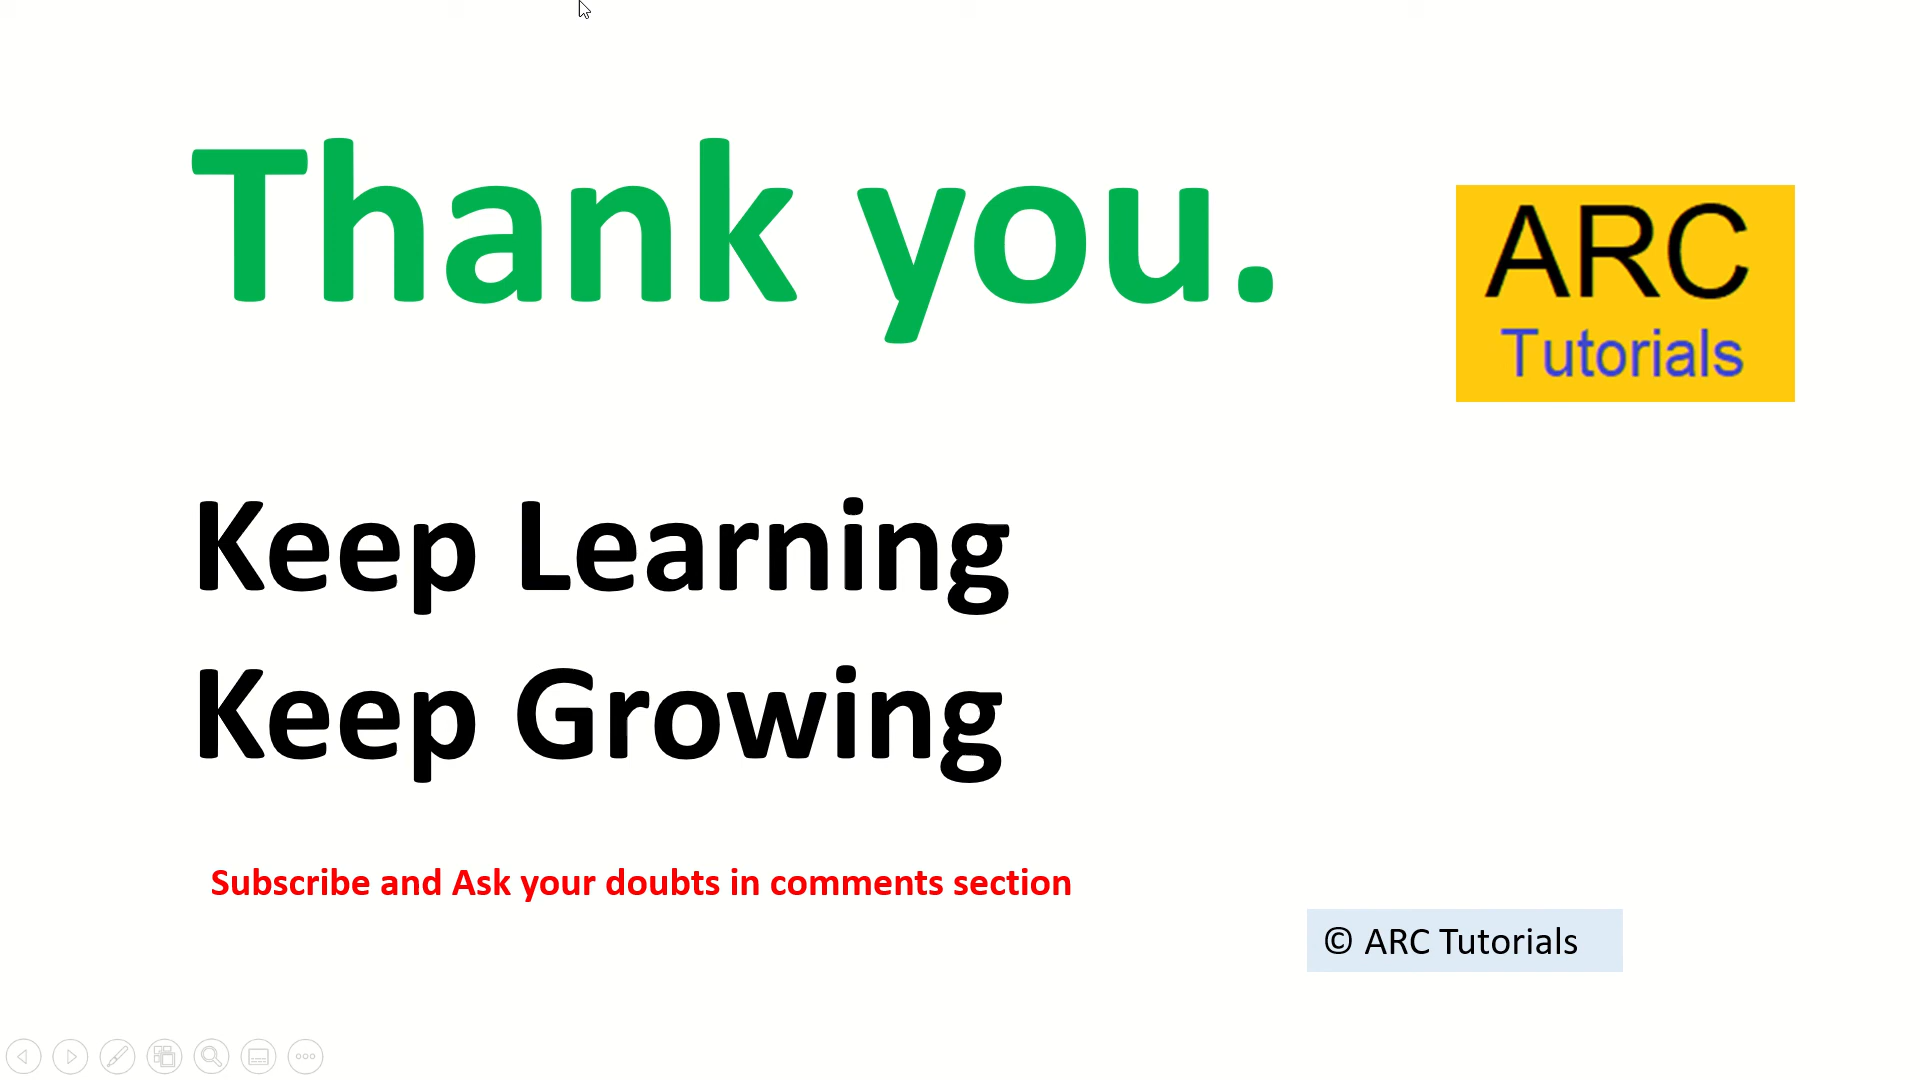 Thank you.
ARC
Tutorials
Keep Learning
Keep Growing
Subscribe and Ask your doubts in comments section
© ARC Tutorials